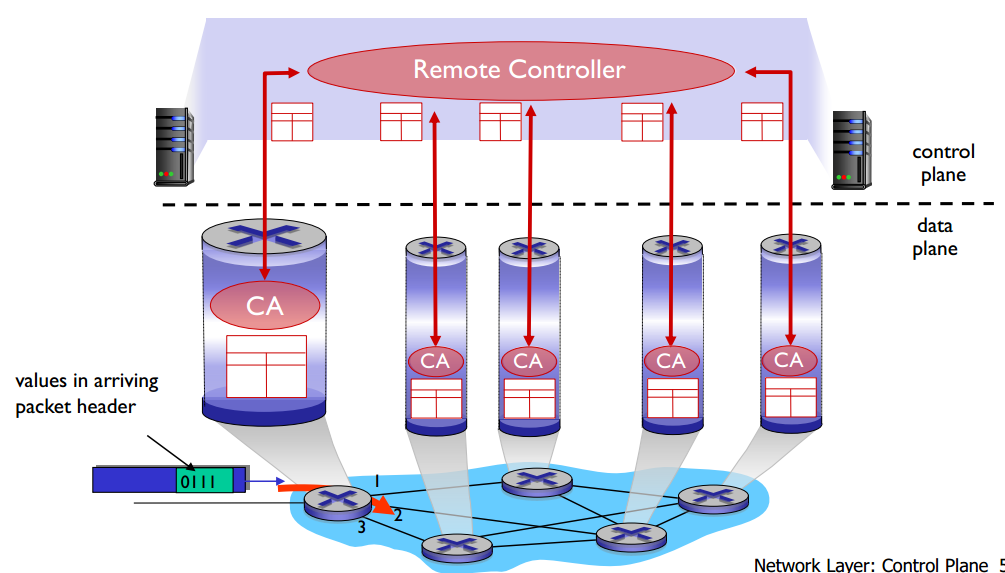 Remote Controller
control
plane
data
plane
CA
CA
CA
CA
CA
values in arriving
packet header
0111
1
2
3
Network Layer: Control Plane 5